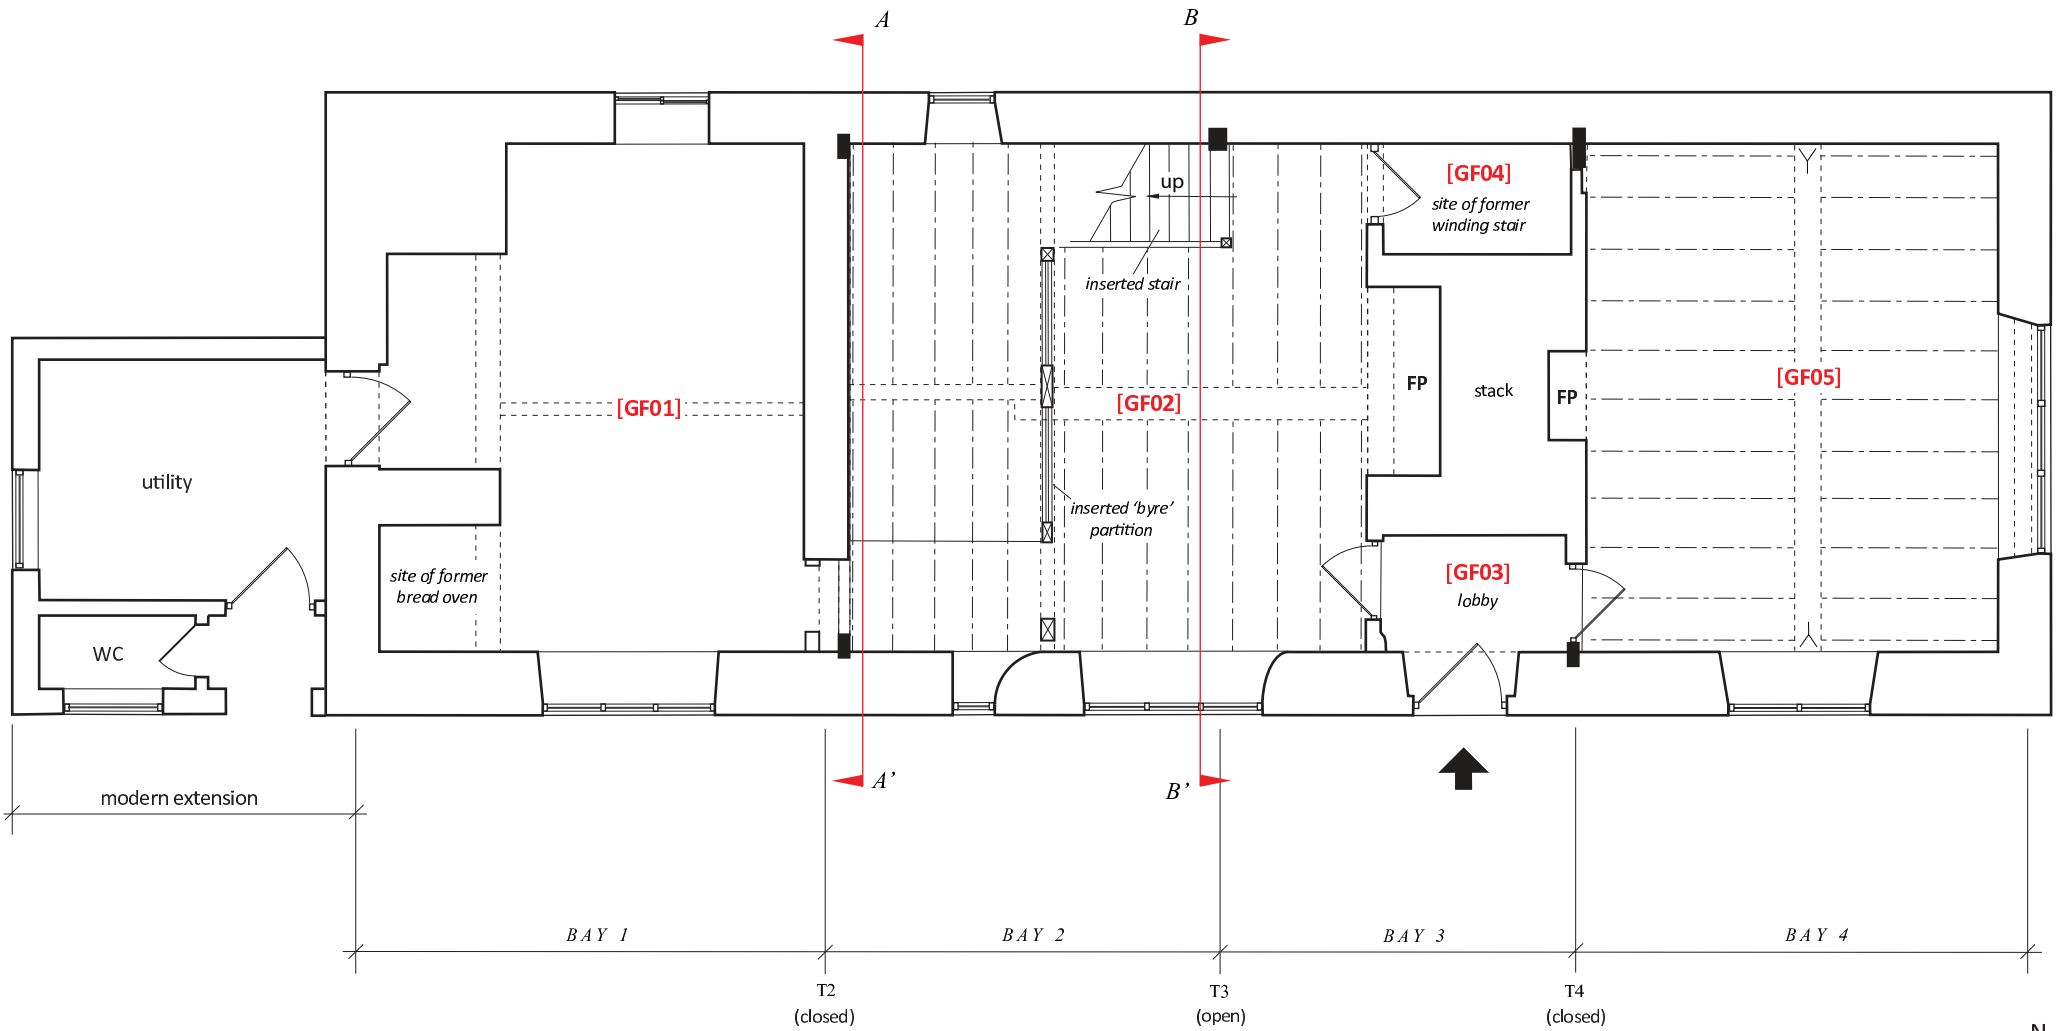 A
B
[GF04]
site of former
winding stair
up
inserted stair
[GF01]
[GF02]
FP
stack
FP
[GF05]
utility
inserted ‘byre’
partition
site of former
bread oven
[GF03]
lobby
WC
A’
B’
modern extension
BAY 1
BAY 2
BAY 3
BAY 4
T2
(closed)
T3
(open)
T4
(closed)
N